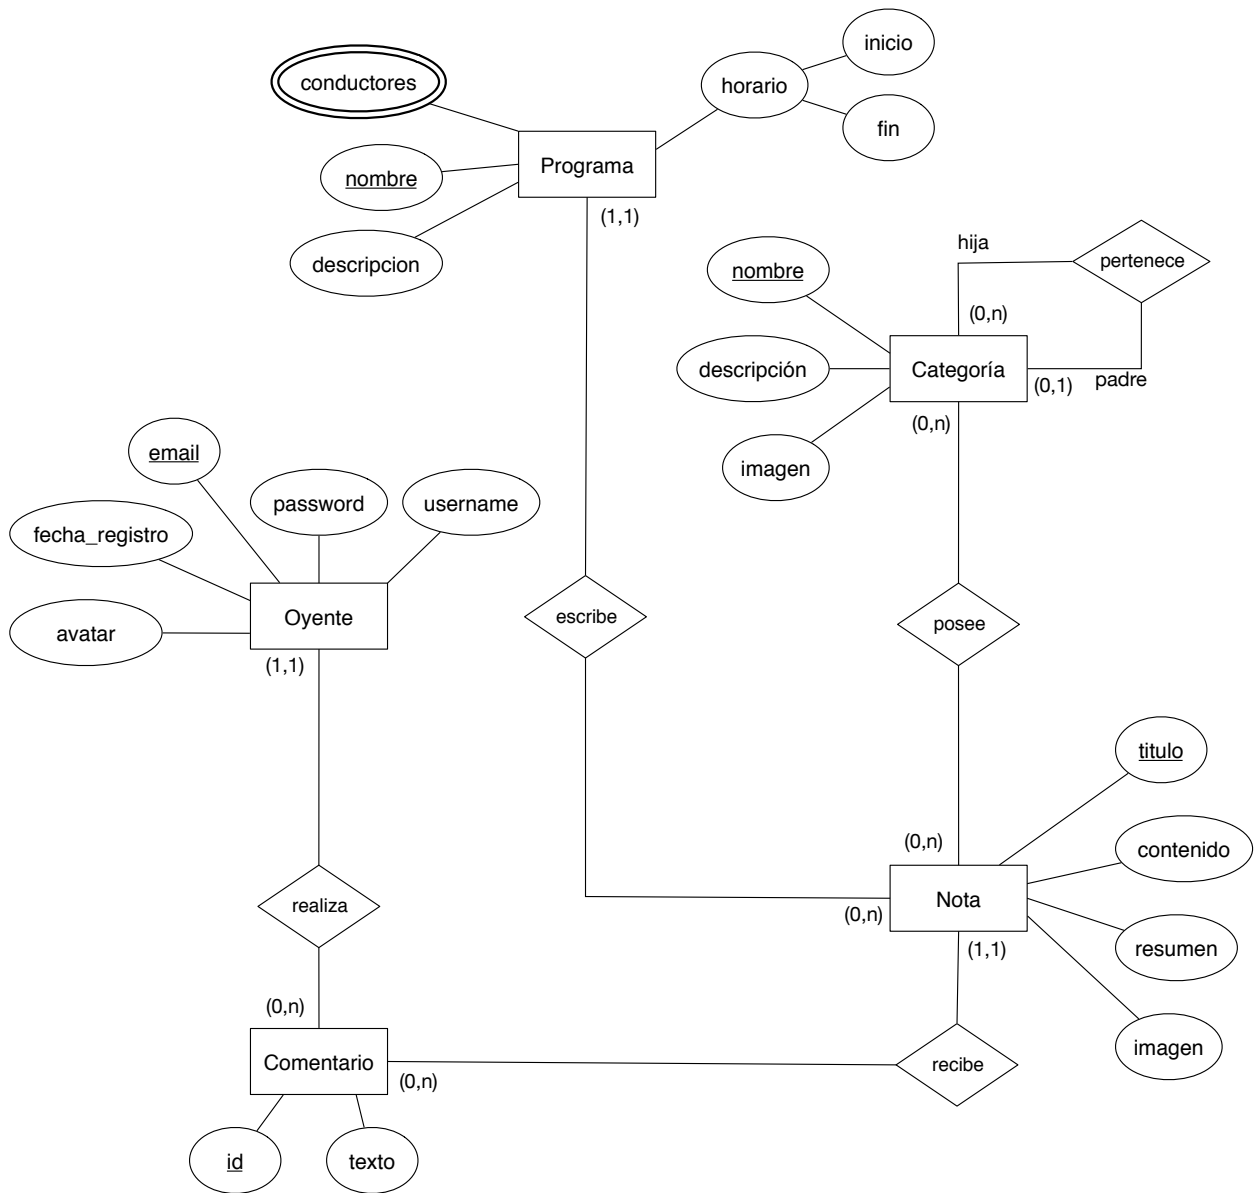 inicio
conductores
horario
fin
Programa
nombre
(1,1)
descripcion
hija
pertenece
nombre
(0,n)
descripción
Categoría
(0,1)
padre
(0,n)
imagen
email
password
username
fecha_registro
Oyente
escribe
posee
avatar
(1,1)
titulo
(0,n)
contenido
realiza
Nota
(0,n)
(1,1)
resumen
(0,n)
imagen
Comentario
recibe
(0,n)
id
texto